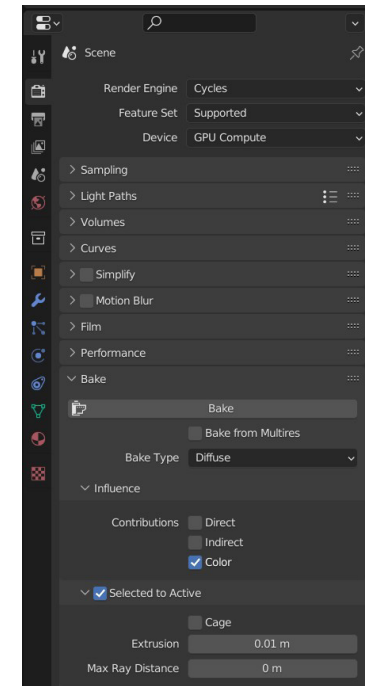 Scene
Render Engine Cycles
Feature Set Supported
Device GPU Compute
Sampling
Light Paths
Volumes
Curves
Simplify
Motion Blur
Film
Performance
Bake
Bake
Bake from Multires
Bake Type Diffuse
Influence
Contributions Direct
Indirect
Color
Selected to Active
Cage
Extrusion 0.01 m
Max Ray Distance 0 m